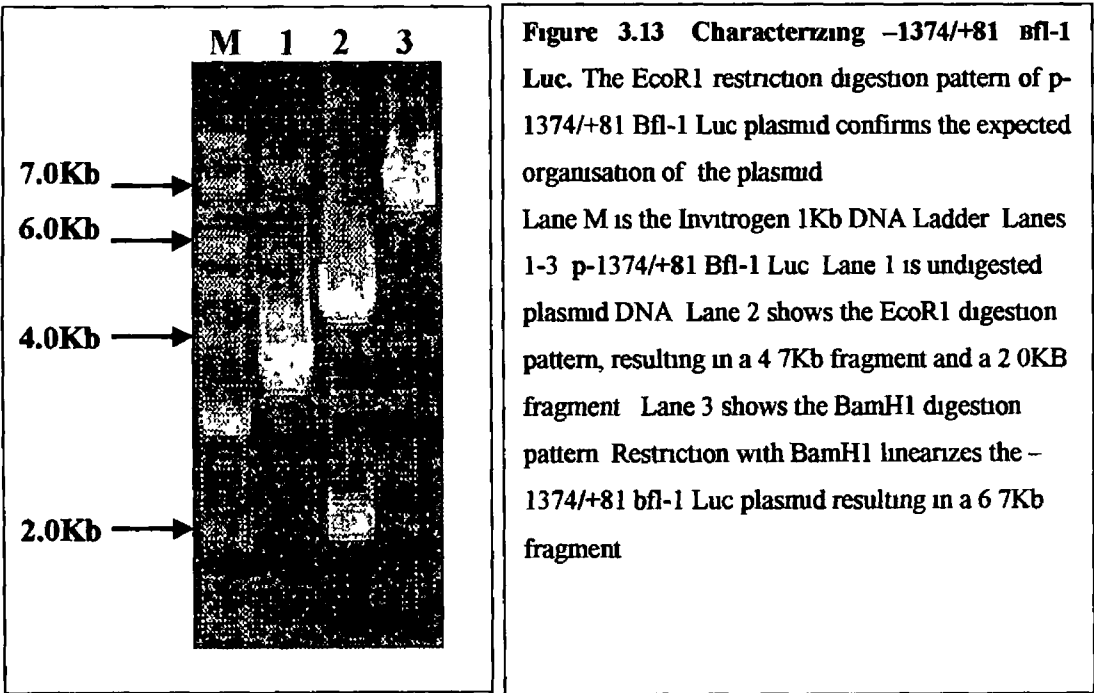 M 1 2 3
7.0Kb
6.0Kb
4.0Kb
2.0Kb
Figure 3.13 Characterizing –1374/+81 Bfl-1
Luc. The EcoR1 restriction digestion pattern of p-
1374/+81 Bfl-1 Luc plasmid confirms the expected
organisation of the plasmid
Lane M is the Invitrogen 1Kb DNA Ladder Lanes
1-3 p-1374/+81 Bfl-1 Luc Lane 1 is undigested
plasmid DNA Lane 2 shows the EcoR1 digestion
pattern, resulting in a 4 7Kb fragment and a 2 0KB
fragment Lane 3 shows the BamH1 digestion
pattern Restriction with BamH1 linearizes the –
1374/+81 bfl-1 Luc plasmid resulting in a 6 7Kb
fragment